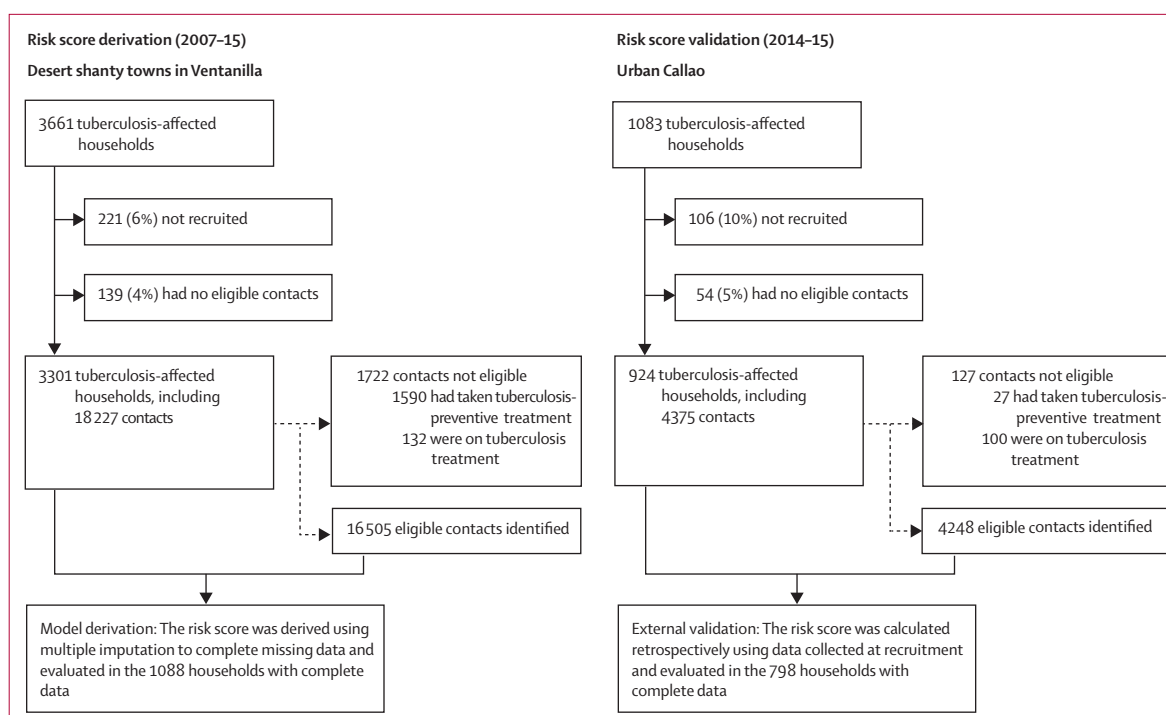 Risk score derivation (2007–15)
Desert shanty towns in Ventanilla
3661 tuberculosis-affected
households
221 (6%) not recruited
139 (4%) had no eligible contacts
3301 tuberculosis-affected
households, including
18 227 contacts
1722 contacts not eligible
1590 had taken tuberculosis-
preventive treatment
132 were on tuberculosis
treatment
16 505 eligible contacts identified
Model derivation: The risk score was derived using
multiple imputation to complete missing data and
evaluated in the 1088 households with complete
data
Risk score validation (2014–15)
Urban Callao
1083 tuberculosis-affected
households
106 (10%) not recruited
54 (5%) had no eligible contacts
924 tuberculosis-affected
households, including
4375 contacts
127 contacts not eligible
27 had taken tuberculosis-
preventive treatment
100 were on tuberculosis
treatment
4248 eligible contacts identified
External validation: The risk score was calculated
retrospectively using data collected at recruitment
and evaluated in the 798 households with
complete data